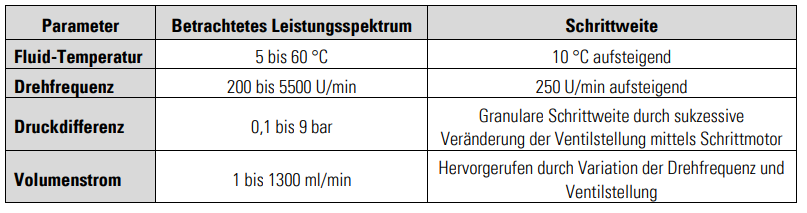 Parameter Betrachtetes Leistungsspektrum Schrittweite
Fluid-Temperatur 5 bis 60 °C 10 °C aufsteigend
Drehfrequenz 200 bis 5500 U/min 250 U/min aufsteigend
Druckdifferenz 0,1 bis 9 bar Granulare Schrittweite durch sukzessive
Veränderung der Ventilstellung mittels Schrittmotor
Volumenstrom 1 bis 1300 ml/min Hervorgerufen durch Variation der Drehfrequenz und
Ventilstellung